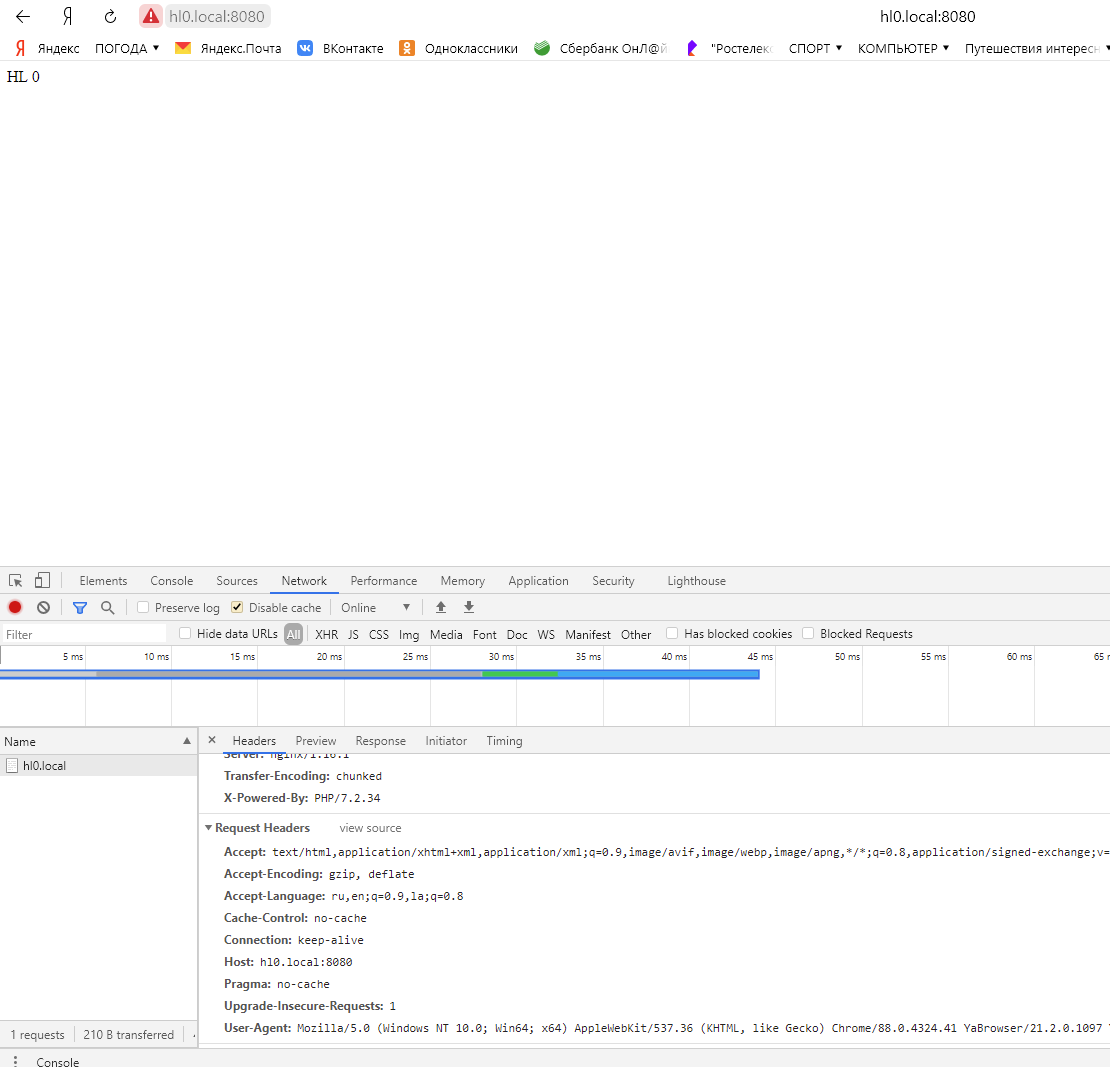 Я hl0.local:8080 hl0.local:8080
Я Яндекс ПОГОДА ▼ Яндекс.Почта ВКонтакте Одноклассники Сбербанк ОнЛ@й "Ростелек СПОРТ ▼ КОМПЬЮТЕР ▼ Путешествия интересн
HL 0
Elements Console Sources Network Performance Memory Application Security Lighthouse
Preserve log Disable cache Online ▼
Filter Hide data URLs All XHR JS CSS Img Media Font Doc WS Manifest Other Has blocked cookies Blocked Requests
5 ms 10 ms 15 ms 20 ms 25 ms 30 ms 35 ms 40 ms 45 ms 50 ms 55 ms 60 ms 65
Name ▲ × Headers Preview Response Initiator Timing
hl0.local
Server: nginx/1.16.1
Transfer-Encoding: chunked
X-Powered-By: PHP/7.2.34
▼ Request Headers view source
Accept: text/html,application/xhtml+xml,application/xml;q=0.9,image/avif,image/webp,image/apng,*/*;q=0.8,application/signed-exchange;v=
Accept-Encoding: gzip, deflate
Accept-Language: ru,en;q=0.9,la;q=0.8
Cache-Control: no-cache
Connection: keep-alive
Host: hl0.local:8080
Pragma: no-cache
Upgrade-Insecure-Requests: 1
User-Agent: Mozilla/5.0 (Windows NT 10.0; Win64; x64) AppleWebKit/537.36 (KHTML, like Gecko) Chrome/88.0.4324.41 YaBrowser/21.2.0.1097
1 requests 210 B transferred
Console